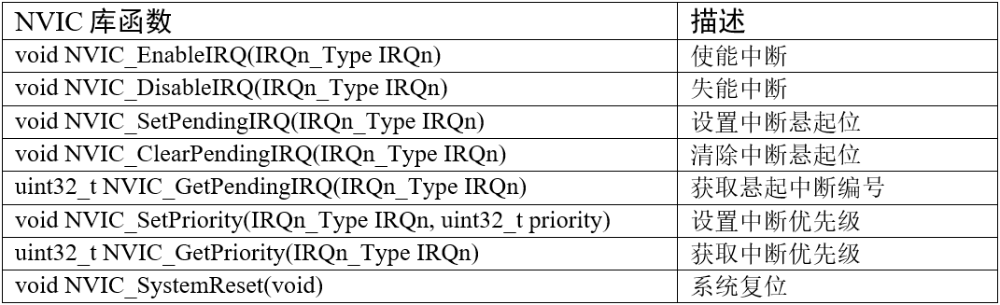 NVIC 库函数 描述
void NVIC_EnableIRQ(IRQn_Type IRQn) 使能中断
void NVIC_DisableIRQ(IRQn_Type IRQn) 失能中断
void NVIC_SetPendingIRQ(IRQn_Type IRQn) 设置中断悬起位
void NVIC_ClearPendingIRQ(IRQn_Type IRQn) 清除中断悬起位
uint32_t NVIC_GetPendingIRQ(IRQn_Type IRQn) 获取悬起中断编号
void NVIC_SetPriority(IRQn_Type IRQn, uint32_t priority) 设置中断优先级
uint32_t NVIC_GetPriority(IRQn_Type IRQn) 获取中断优先级
void NVIC_SystemReset(void) 系统复位